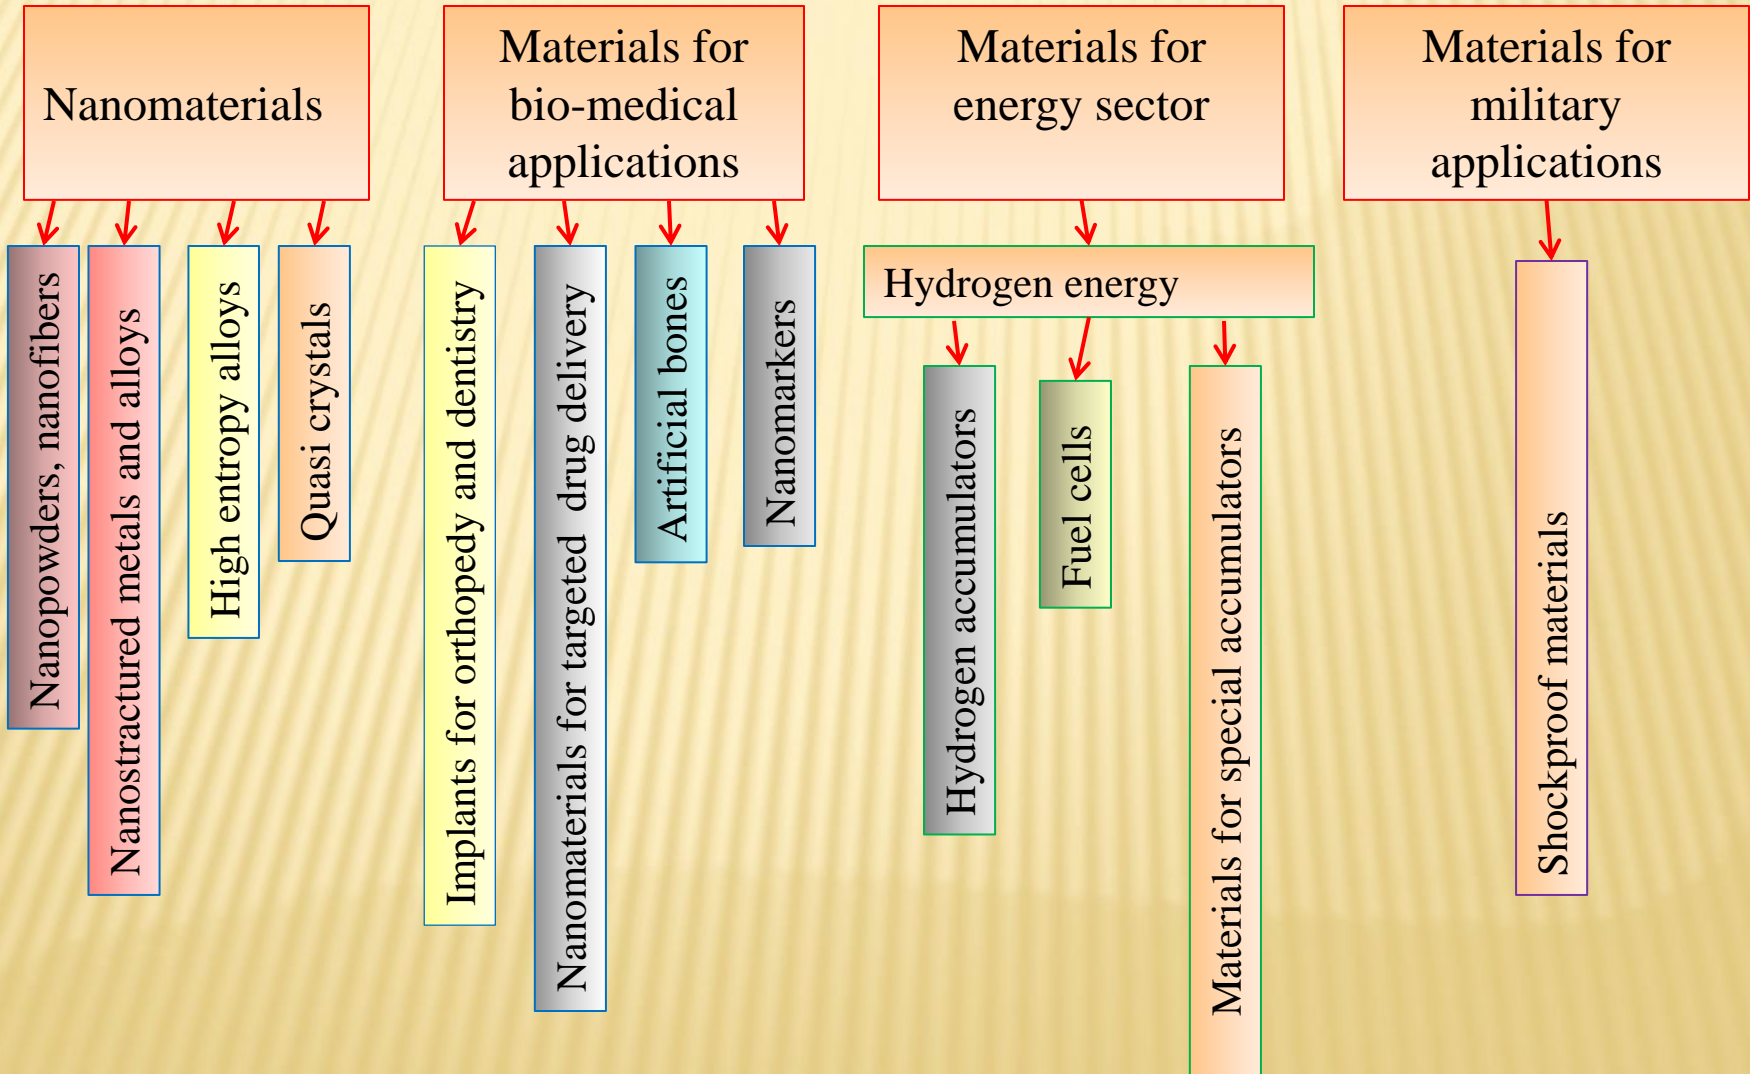 Nanomaterials
Materials for
bio-medical
applications
Materials for
energy sector
Materials for
military
applications
Nanopowders, nanofibers
Nanostractured metals and alloys
High entropy alloys
Quasi crystals
Implants for orthopedy and dentistry
Nanomaterials for targeted  drug delivery
Artificial bones
Nanomarkers
Hydrogen energy
Hydrogen accumulators
Fuel cells
Materials for special accumulators
Shockproof materials